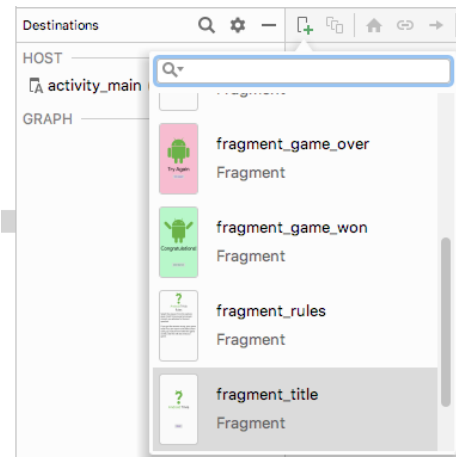 Destinations
HOST
activity_main
GRAPH
Fragment
fragment_game_over
Fragment
Try Again
fragment_game_won
Fragment
Congratulations!
fragment_rules
Fragment
fragment_title
Fragment